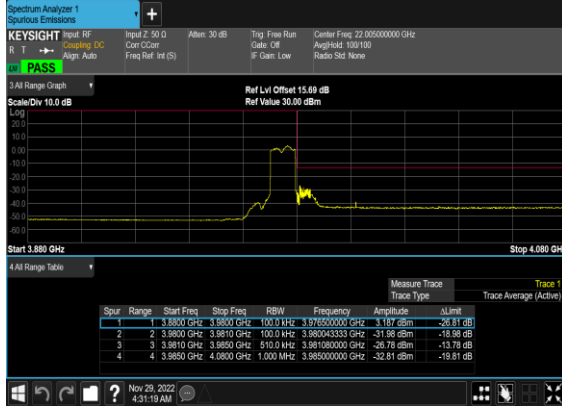 Spectrum Analyzer 1
Spurious Emissions
+
KEYSIGHT Input: RF Input Z: 50 Ω Atten: 30 dB Trig: Free Run Center Freq: 22.005000000 GHz
R T Coupling: DC Corr CCorr Gate: Off Avg|Hold: 100/100
Align: Auto Freq Ref: Int (S) IF Gain: Low Radio Std: None
PASS
3 All Range Graph
Ref Lvl Offset 15.69 dB
Scale/Div 10.0 dB Ref Value 30.00 dBm
Log
20.0
10.0
0.00
-10.0
-20.0
-30.0
-40.0
-50.0
-60.0
Start 3.880 GHz Stop 4.080 GH
4 All Range Table
Measure Trace Trace 1
Trace Type Trace Average (Active)
Spur Range Start Freq Stop Freq RBW Frequency Amplitude ΔLimit
1 1 3.8800 GHz 3.9800 GHz 100.0 kHz 3.976500000 GHz 3.187 dBm -26.81 dB
2 2 3.9800 GHz 3.9810 GHz 100.0 kHz 3.980043333 GHz -31.98 dBm -18.98 dB
3 3 3.9810 GHz 3.9850 GHz 510.0 kHz 3.981080000 GHz -26.78 dBm -13.78 dB
4 4 3.9850 GHz 4.0800 GHz 1.000 MHz 3.985000000 GHz -32.81 dBm -19.81 dB
? Nov 29, 2022
4:31:19 AM